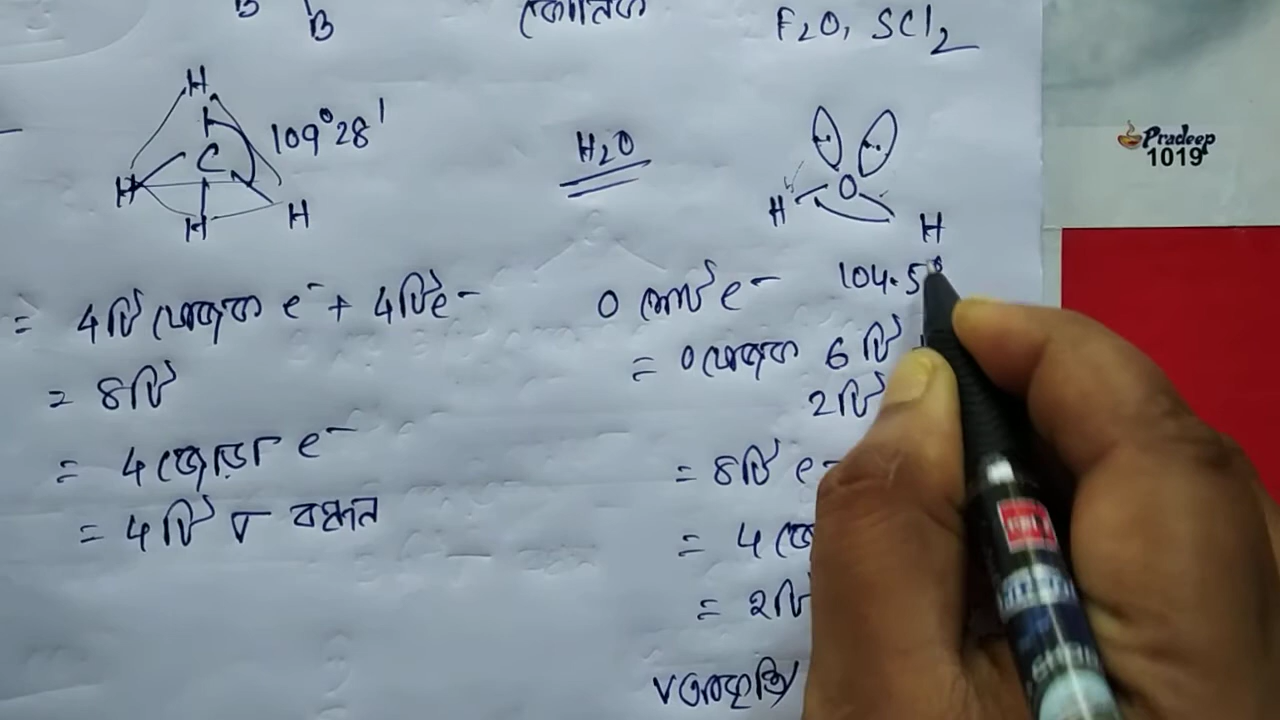 B
B
কৌনিক
F₂O, SCl₂
H
109°28'
C
H
H
H
H₂O
O
H
H
104.5°
Pradeep
1019
= 4টি যোজক e⁻ + 4টি e⁻
= 8টি
= 4 জোড়া e⁻
= 4টি σ বন্ধন
= 0যোজক 6টি
2টি
= 8টি e⁻
= 4 জো
= 2টি
V আকৃতি